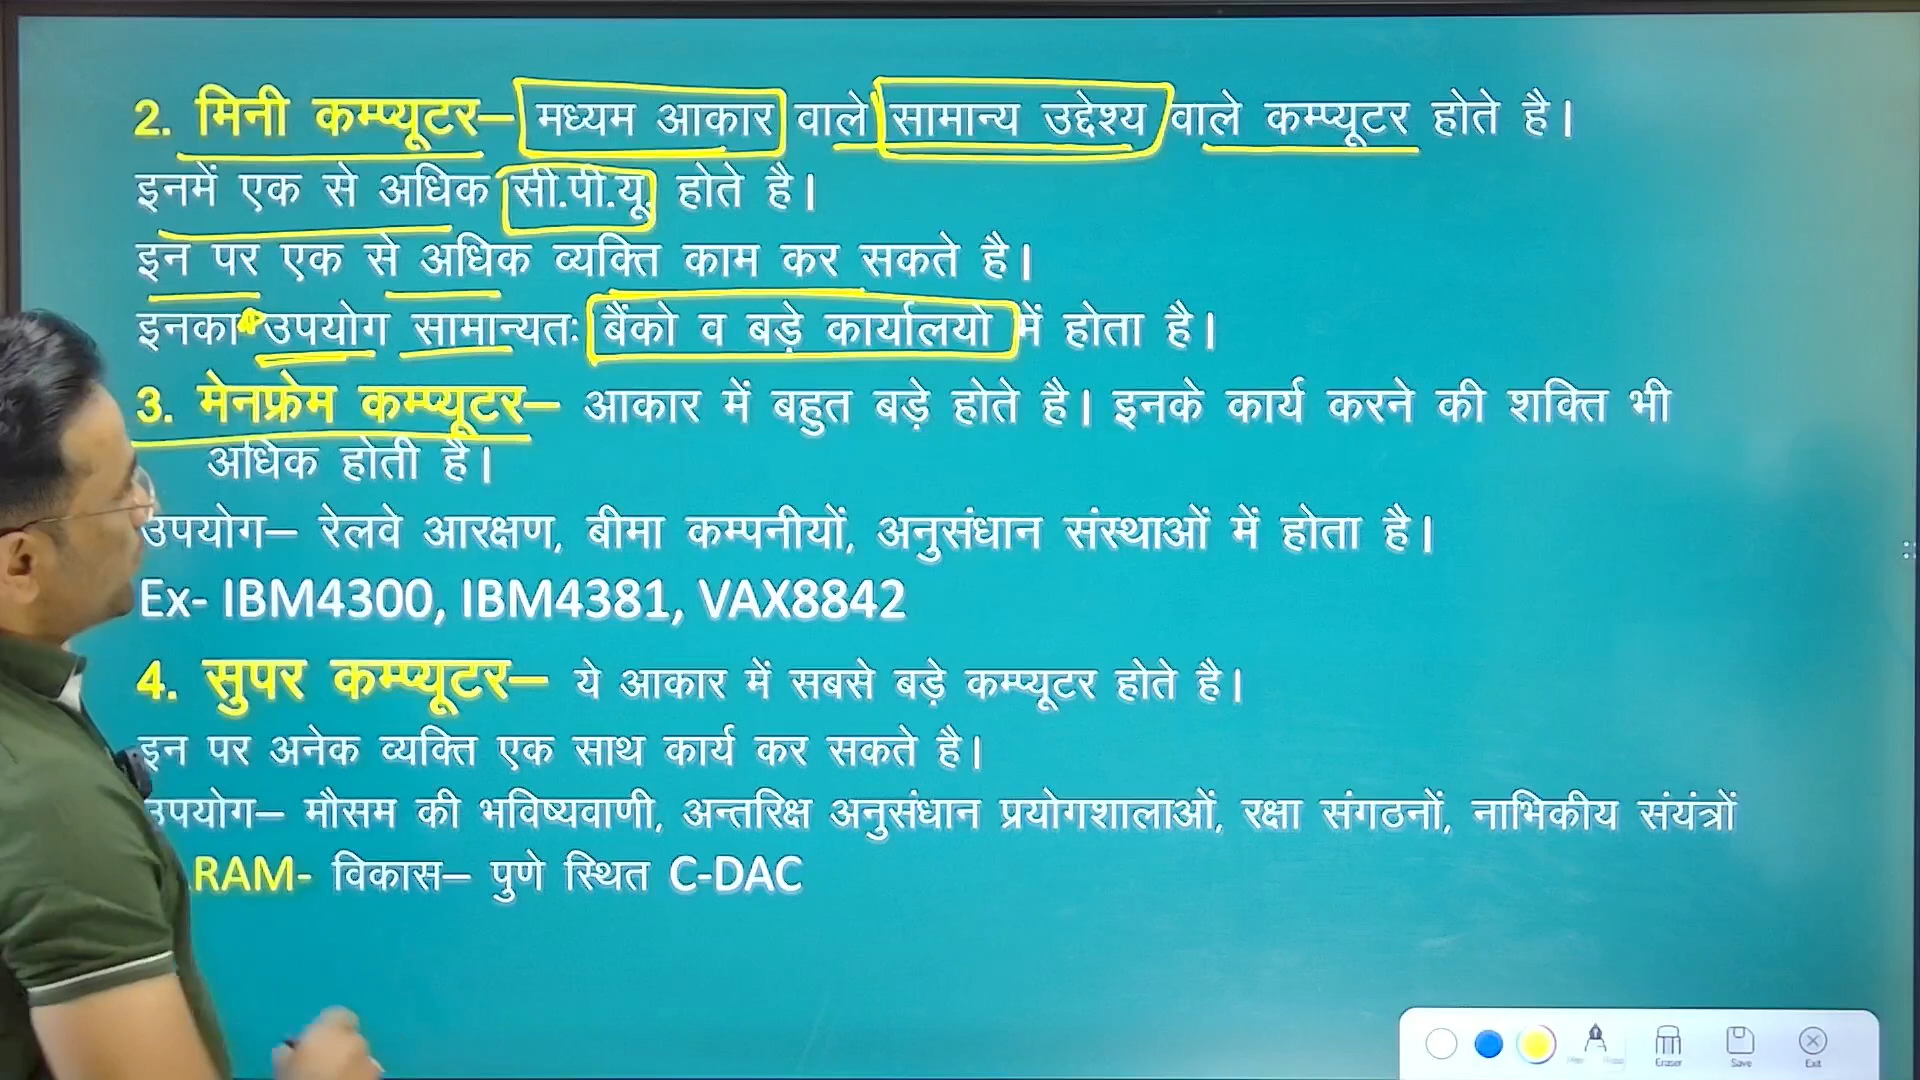 2. मिनी कम्प्यूटर– मध्यम आकार वाले सामान्य उद्देश्य वाले कम्प्यूटर होते है।
इनमें एक से अधिक सी.पी.यू. होते है।
इन पर एक से अधिक व्यक्ति काम कर सकते है।
इनका उपयोग सामान्यतः बैंको व बड़े कार्यालयो में होता है।
3. मेनफ्रेम कम्प्यूटर– आकार में बहुत बड़े होते है। इनके कार्य करने की शक्ति भी
अधिक होती है।
उपयोग– रेलवे आरक्षण, बीमा कम्पनीयों, अनुसंधान संस्थाओं में होता है।
Ex- IBM4300, IBM4381, VAX8842
4. सुपर कम्प्यूटर– ये आकार में सबसे बड़े कम्प्यूटर होते है।
इन पर अनेक व्यक्ति एक साथ कार्य कर सकते है।
उपयोग– मौसम की भविष्यवाणी, अन्तरिक्ष अनुसंधान प्रयोगशालाओं, रक्षा संगठनों, नाभिकीय संयंत्रों
RAM- विकास– पुणे स्थित C-DAC
Eraser Save Exit